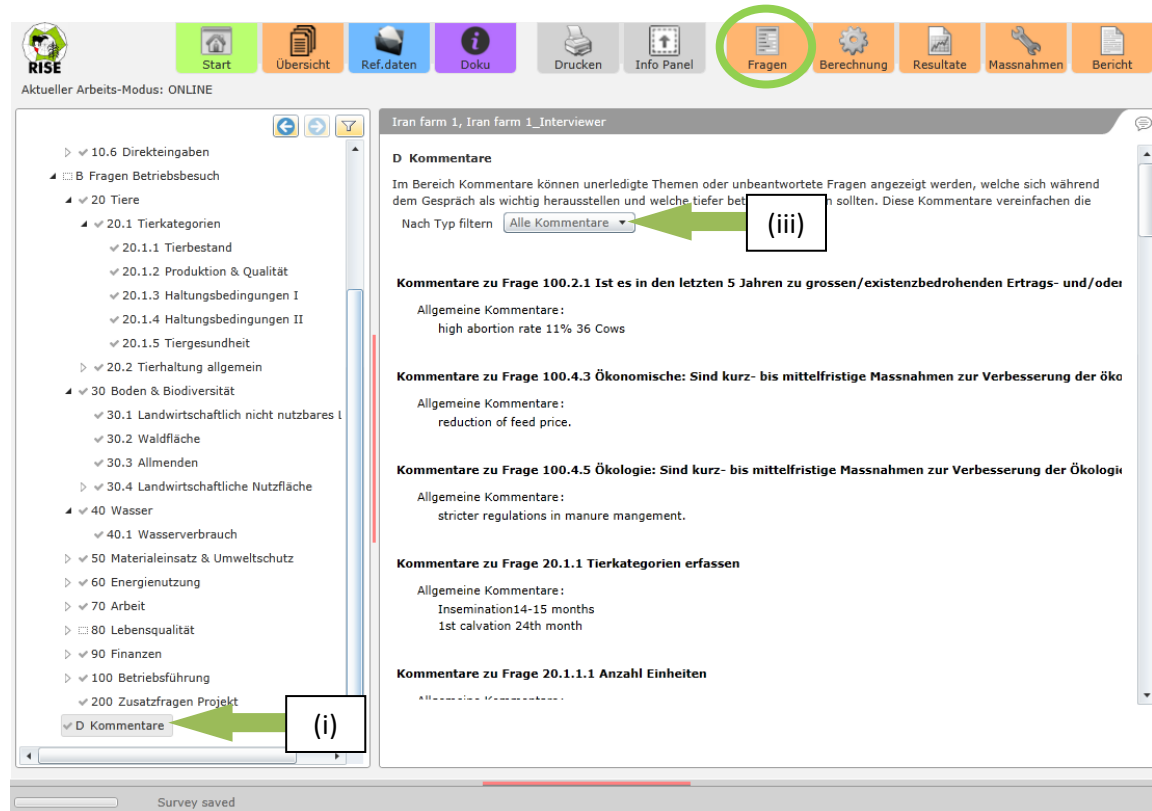 RISE
Start
Übersicht
Ref.daten
Doku
Drucken
Info Panel
Fragen
Berechnung
Resultate
Massnahmen
Bericht
Aktueller Arbeits-Modus: ONLINE
10.6 Direkteingaben
B Fragen Betriebsbesuch
20 Tiere
20.1 Tierkategorien
20.1.1 Tierbestand
20.1.2 Produktion & Qualität
20.1.3 Haltungsbedingungen I
20.1.4 Haltungsbedingungen II
20.1.5 Tiergesundheit
20.2 Tierhaltung allgemein
30 Boden & Biodiversität
30.1 Landwirtschaftlich nicht nutzbares L
30.2 Waldfläche
30.3 Allmenden
30.4 Landwirtschaftliche Nutzfläche
40 Wasser
40.1 Wasserverbrauch
50 Materialeinsatz & Umweltschutz
60 Energienutzung
70 Arbeit
80 Lebensqualität
90 Finanzen
100 Betriebsführung
200 Zusatzfragen Projekt
D Kommentare
(i)
Iran farm 1, Iran farm 1_Interviewer
D Kommentare
Im Bereich Kommentare können unerledigte Themen oder unbeantwortete Fragen angezeigt werden, welche sich während
dem Gespräch als wichtig herausstellen und welche tiefer sollten. Diese Kommentare vereinfachen die
Nach Typ filtern Alle Kommentare
(iii)
Kommentare zu Frage 100.2.1 Ist es in den letzten 5 Jahren zu grossen/existenzbedrohenden Ertrags- und/oder
Allgemeine Kommentare:
high abortion rate 11% 36 Cows
Kommentare zu Frage 100.4.3 Ökonomische: Sind kurz- bis mittelfristige Massnahmen zur Verbesserung der öko
Allgemeine Kommentare:
reduction of feed price.
Kommentare zu Frage 100.4.5 Ökologie: Sind kurz- bis mittelfristige Massnahmen zur Verbesserung der Ökologie
Allgemeine Kommentare:
stricter regulations in manure mangement.
Kommentare zu Frage 20.1.1 Tierkategorien erfassen
Allgemeine Kommentare:
Insemination14-15 months
1st calvation 24th month
Kommentare zu Frage 20.1.1.1 Anzahl Einheiten
Survey saved